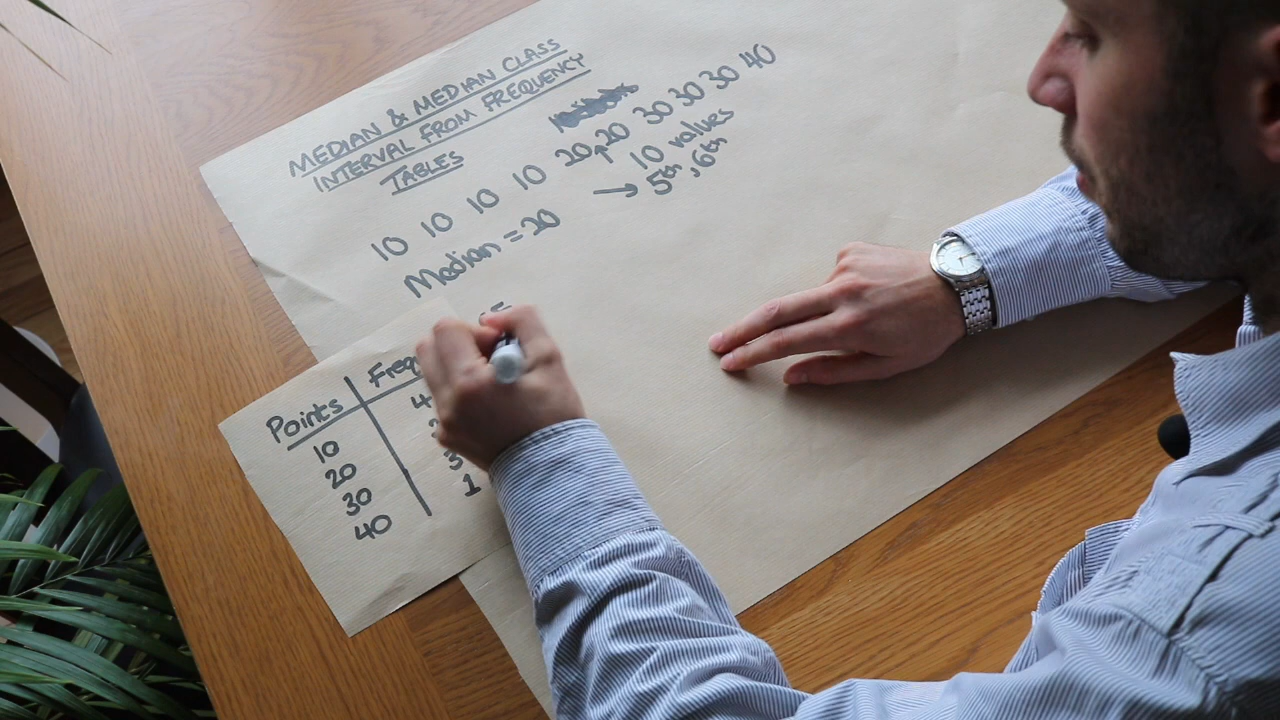 MEDIAN & MEDIAN CLASS
INTERVAL FROM FREQUENCY
TABLES
10 10 10 10 20,20 30 30 30 40
Median = 20
10 values
→ 5th, 6th
Points
10 4
20
30 3
40 1